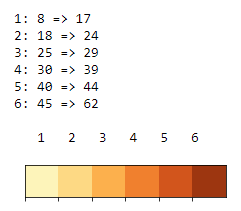 1: 8 => 17
2: 18 => 24
3: 25 => 29
4: 30 => 39
5: 40 => 44
6: 45 => 62
1 2 3 4 5 6